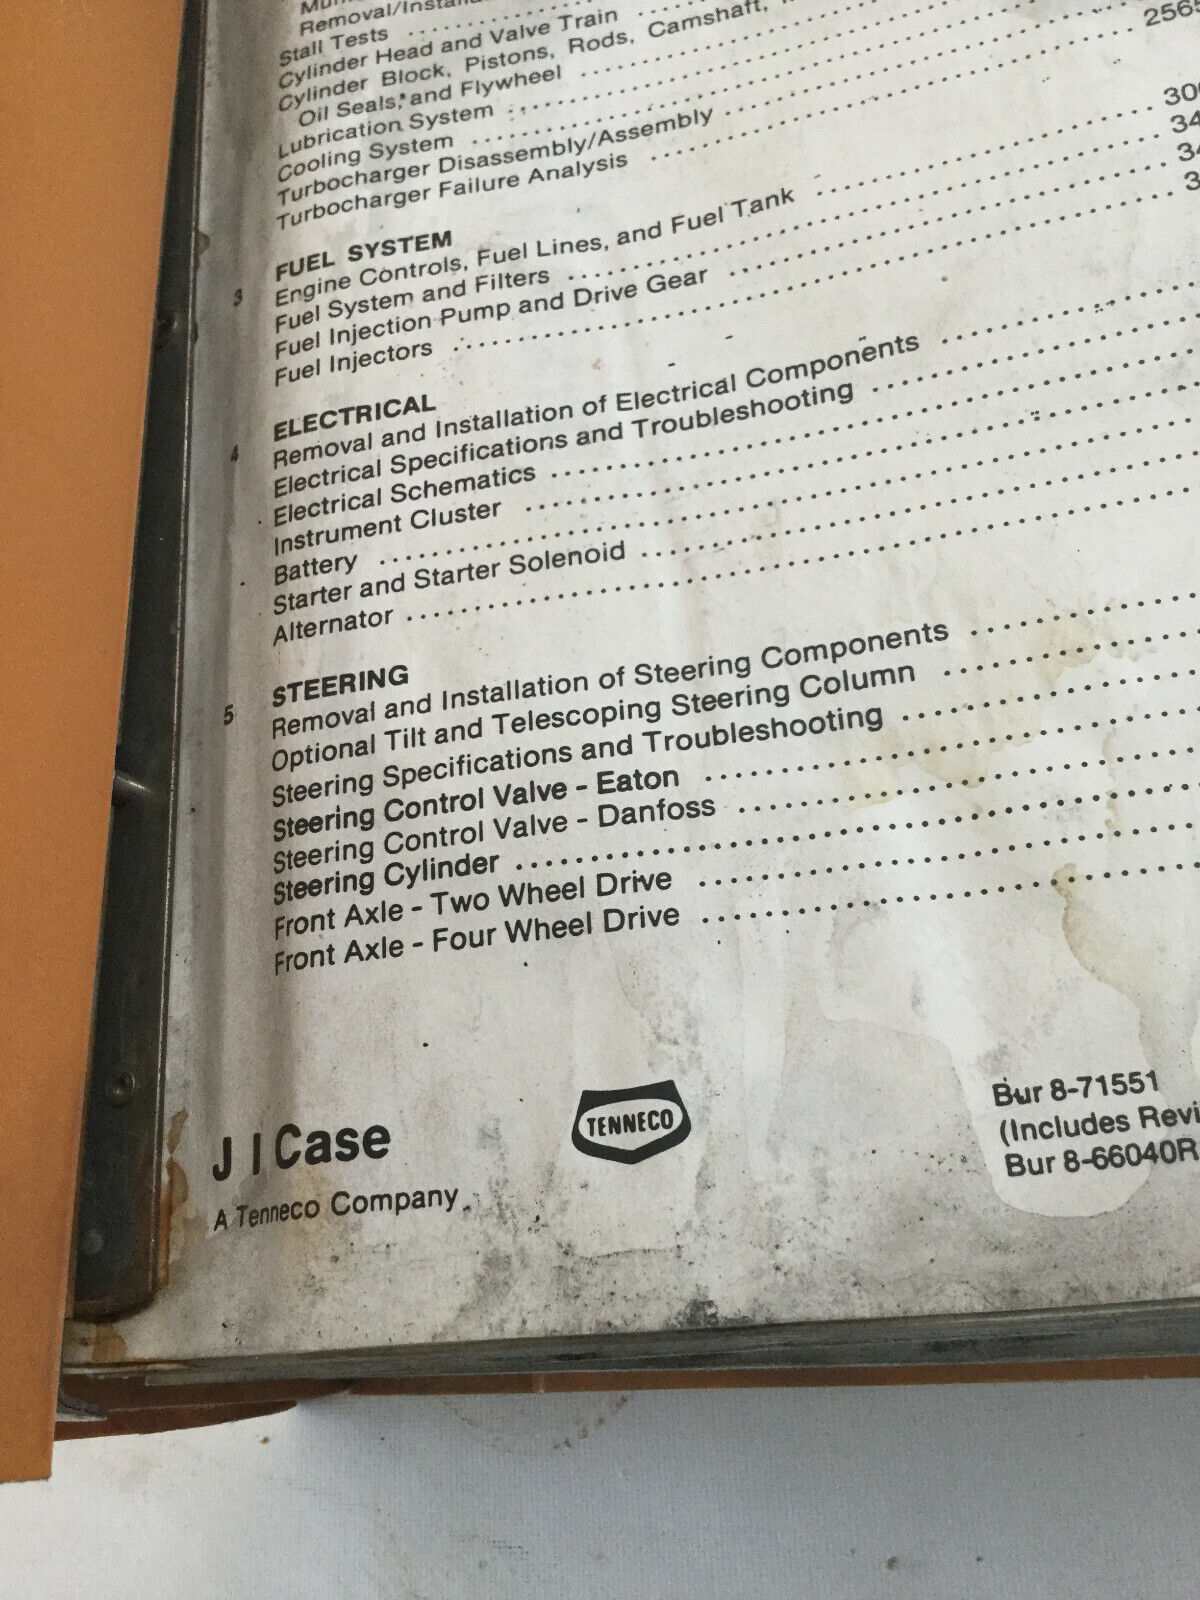 Removal/Insta
Stall Tests
Cylinder Head and Valve Train
Cylinder Block, Pistons, Rods, Camshaft,
Oil Seals, and Flywheel
Lubrication System
Cooling System
Turbocharger Disassembly/Assembly
Turbocharger Failure Analysis
3 FUEL SYSTEM
Engine Controls, Fuel Lines, and Fuel Tank
Fuel System and Filters
Fuel Injection Pump and Drive Gear
Fuel Injectors
4 ELECTRICAL
Removal and Installation of Electrical Components
Electrical Specifications and Troubleshooting
Electrical Schematics
Instrument Cluster
Battery
Starter and Starter Solenoid
Alternator
5 STEERING
Removal and Installation of Steering Components
Optional Tilt and Telescoping Steering Column
Steering Specifications and Troubleshooting
Steering Control Valve - Eaton
Steering Control Valve - Danfoss
Steering Cylinder
Front Axle - Two Wheel Drive
Front Axle - Four Wheel Drive
J I Case
A Tenneco Company
TENNECO
Bur 8-71551
(Includes Revi
Bur 8-66040R